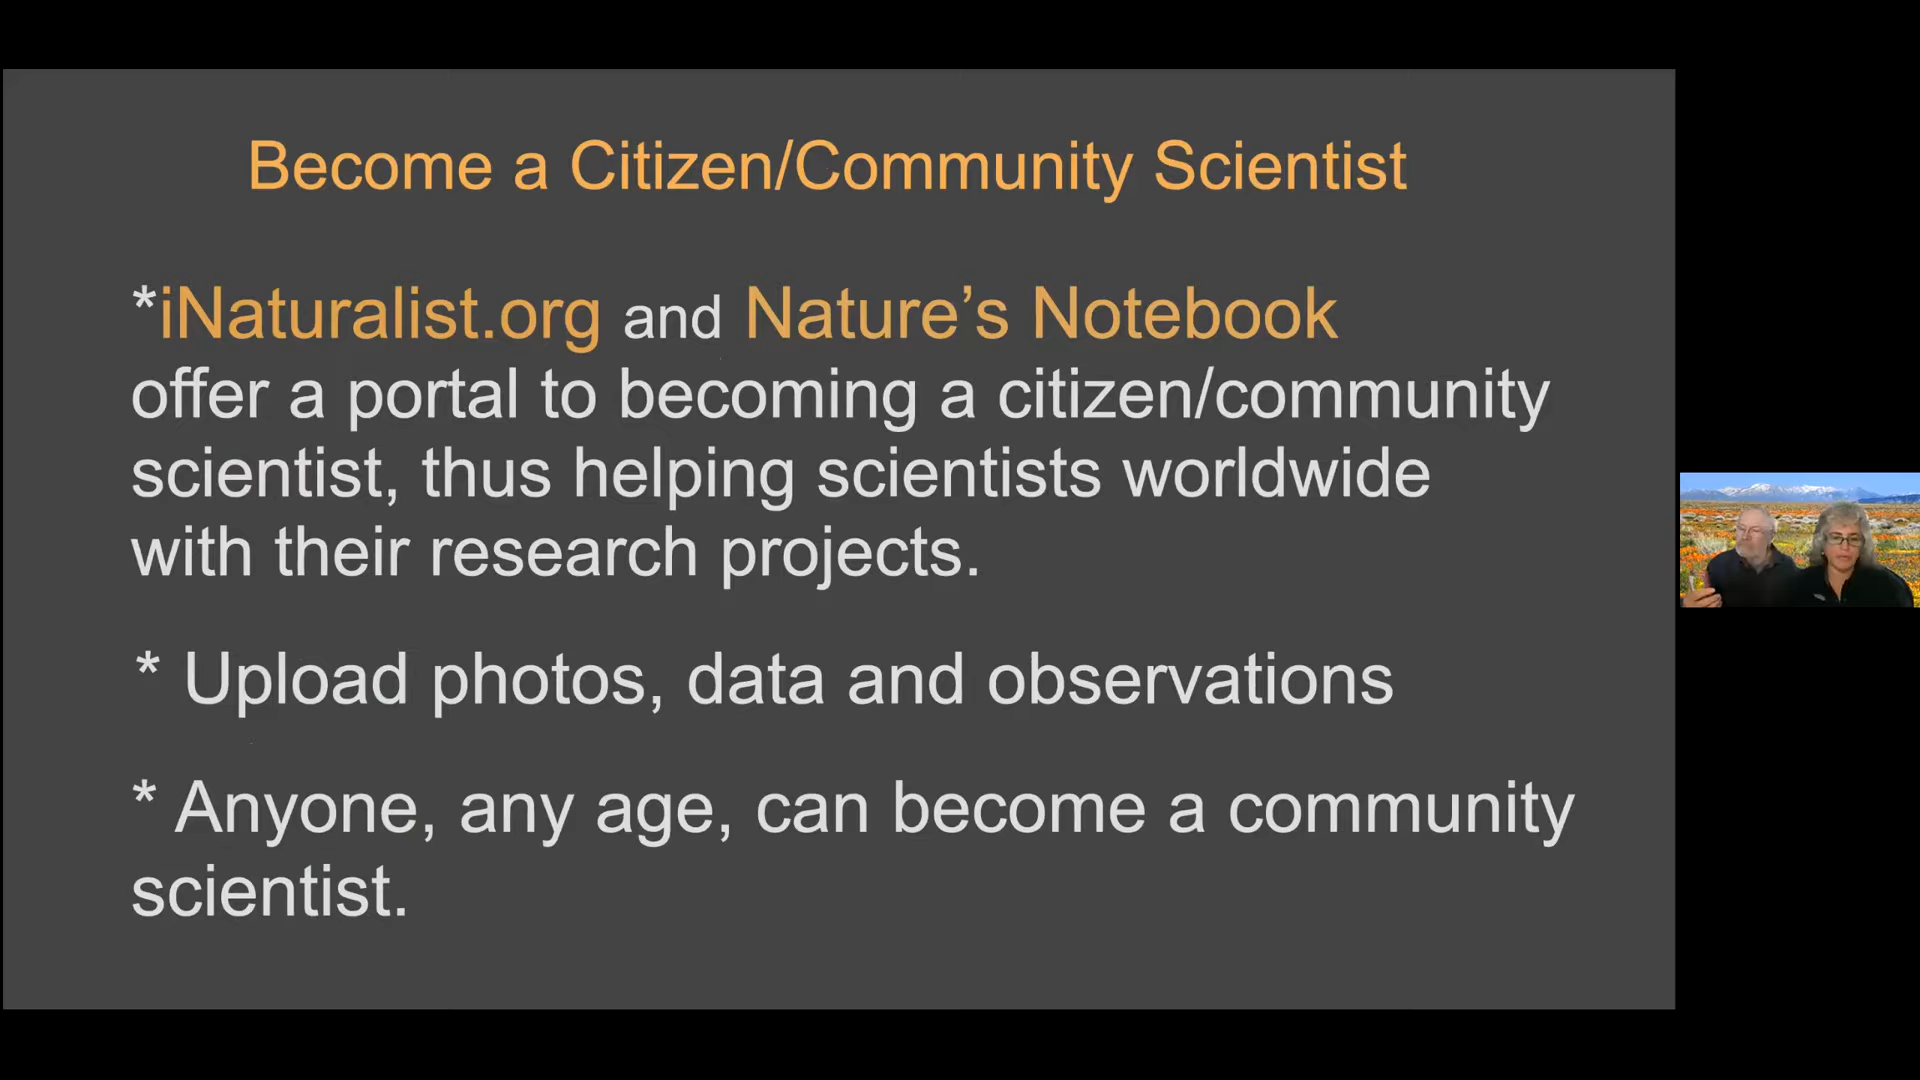 Become a Citizen/Community Scientist
*iNaturalist.org and Nature’s Notebook
offer a portal to becoming a citizen/community
scientist, thus helping scientists worldwide
with their research projects.
* Upload photos, data and observations
* Anyone, any age, can become a community
scientist.